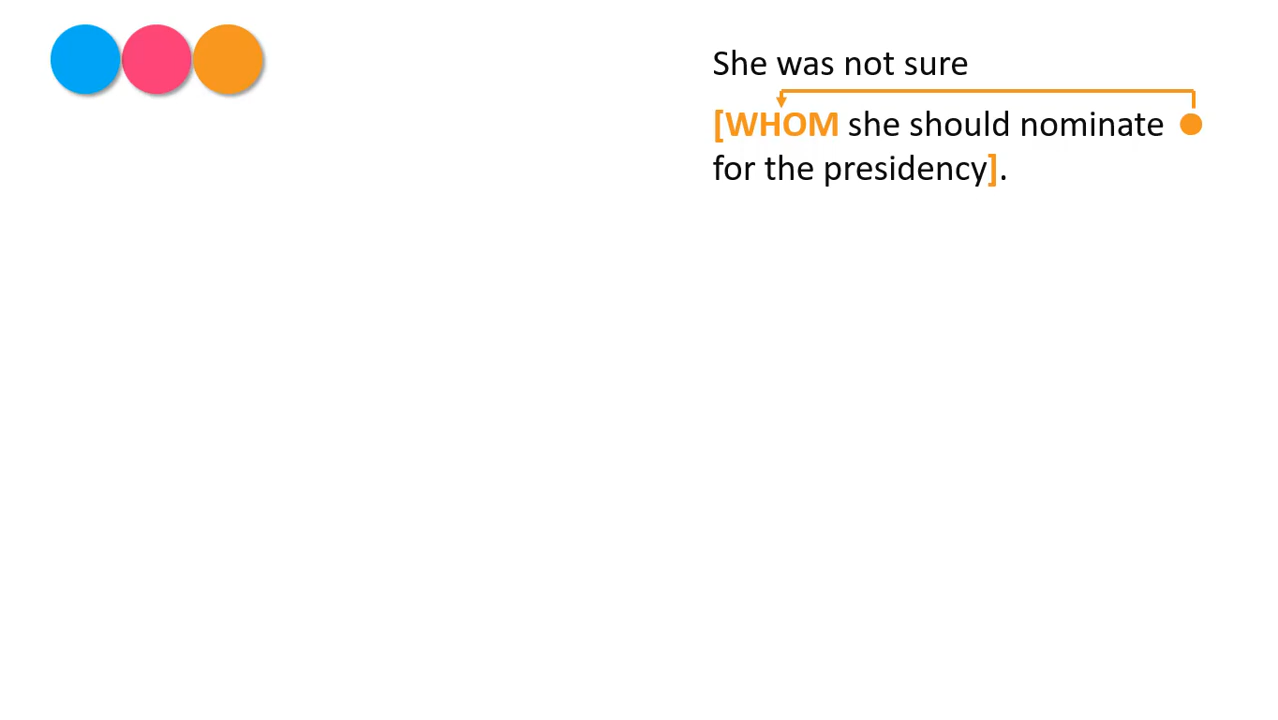 She was not sure
[WHOM she should nominate
for the presidency].